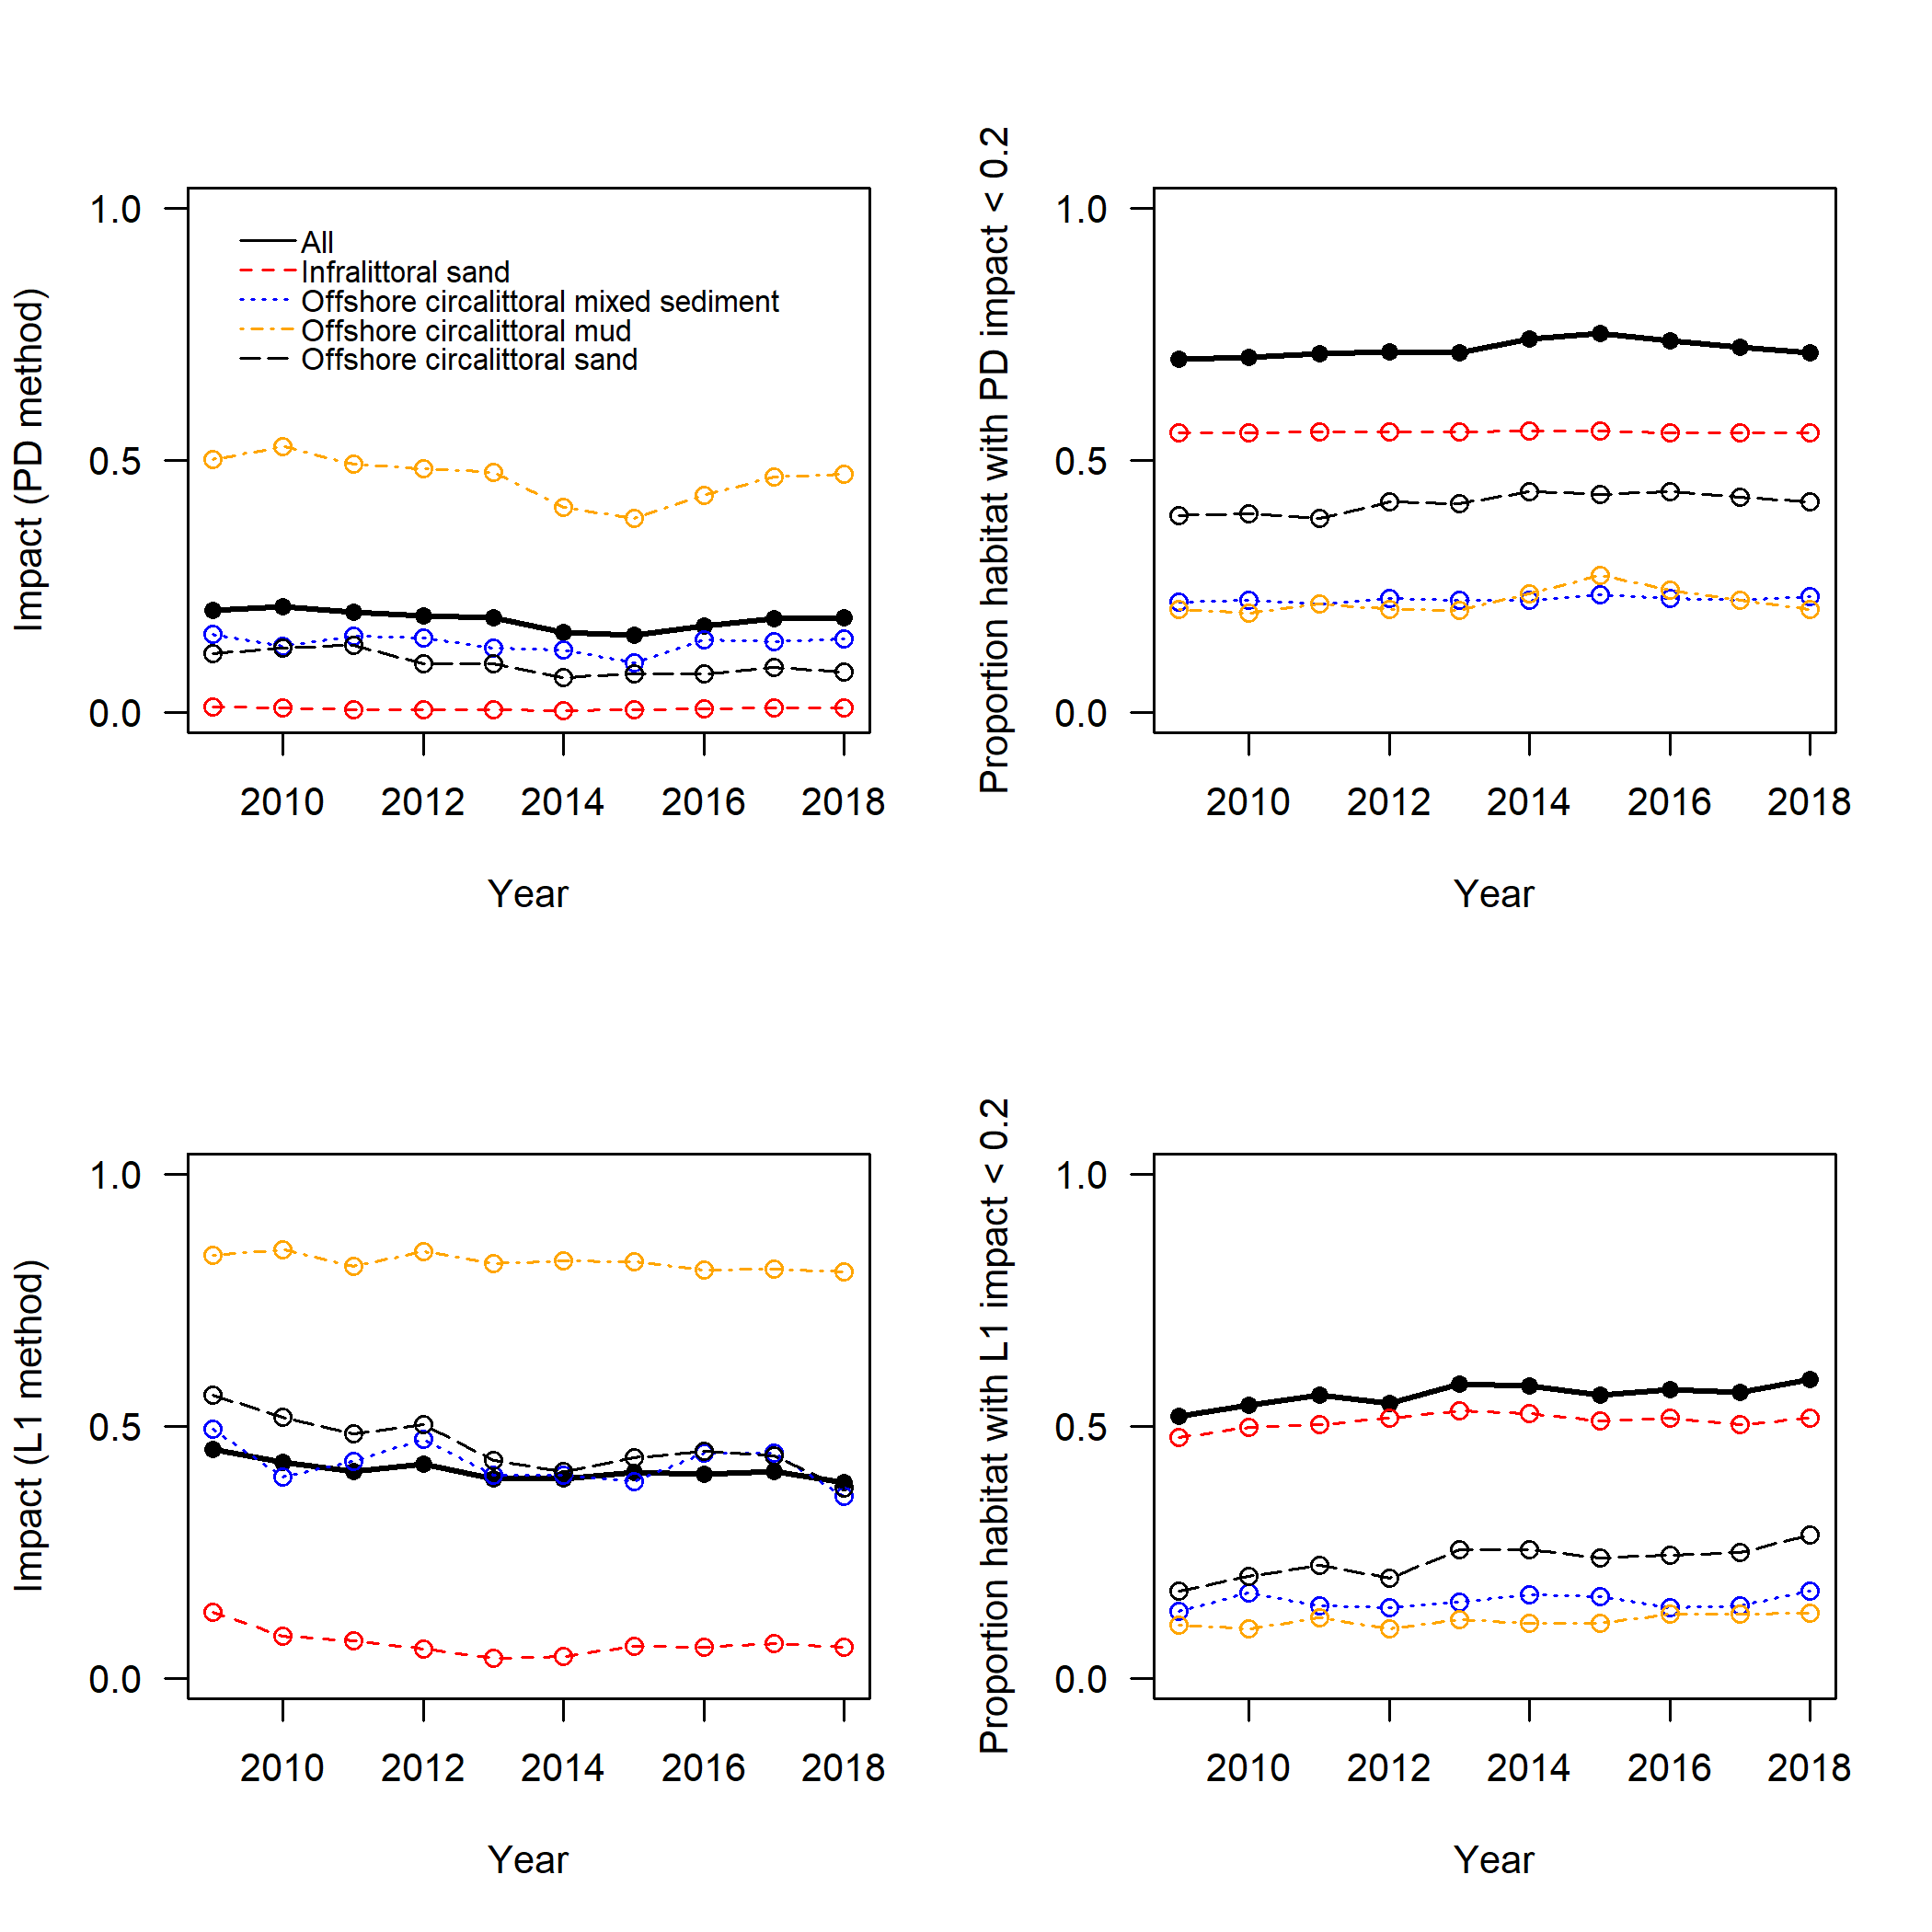 Impact (PD method)
1.0
0.5
0.0
All
Infralittoral sand
Offshore circalittoral mixed sediment
Offshore circalittoral mud
Offshore circalittoral sand
2010 2012 2014 2016 2018
Year
Proportion habitat with PD impact < 0.2
1.0
0.5
0.0
2010 2012 2014 2016 2018
Year
Impact (L1 method)
1.0
0.5
0.0
2010 2012 2014 2016 2018
Year
Proportion habitat with L1 impact < 0.2
1.0
0.5
0.0
2010 2012 2014 2016 2018
Year